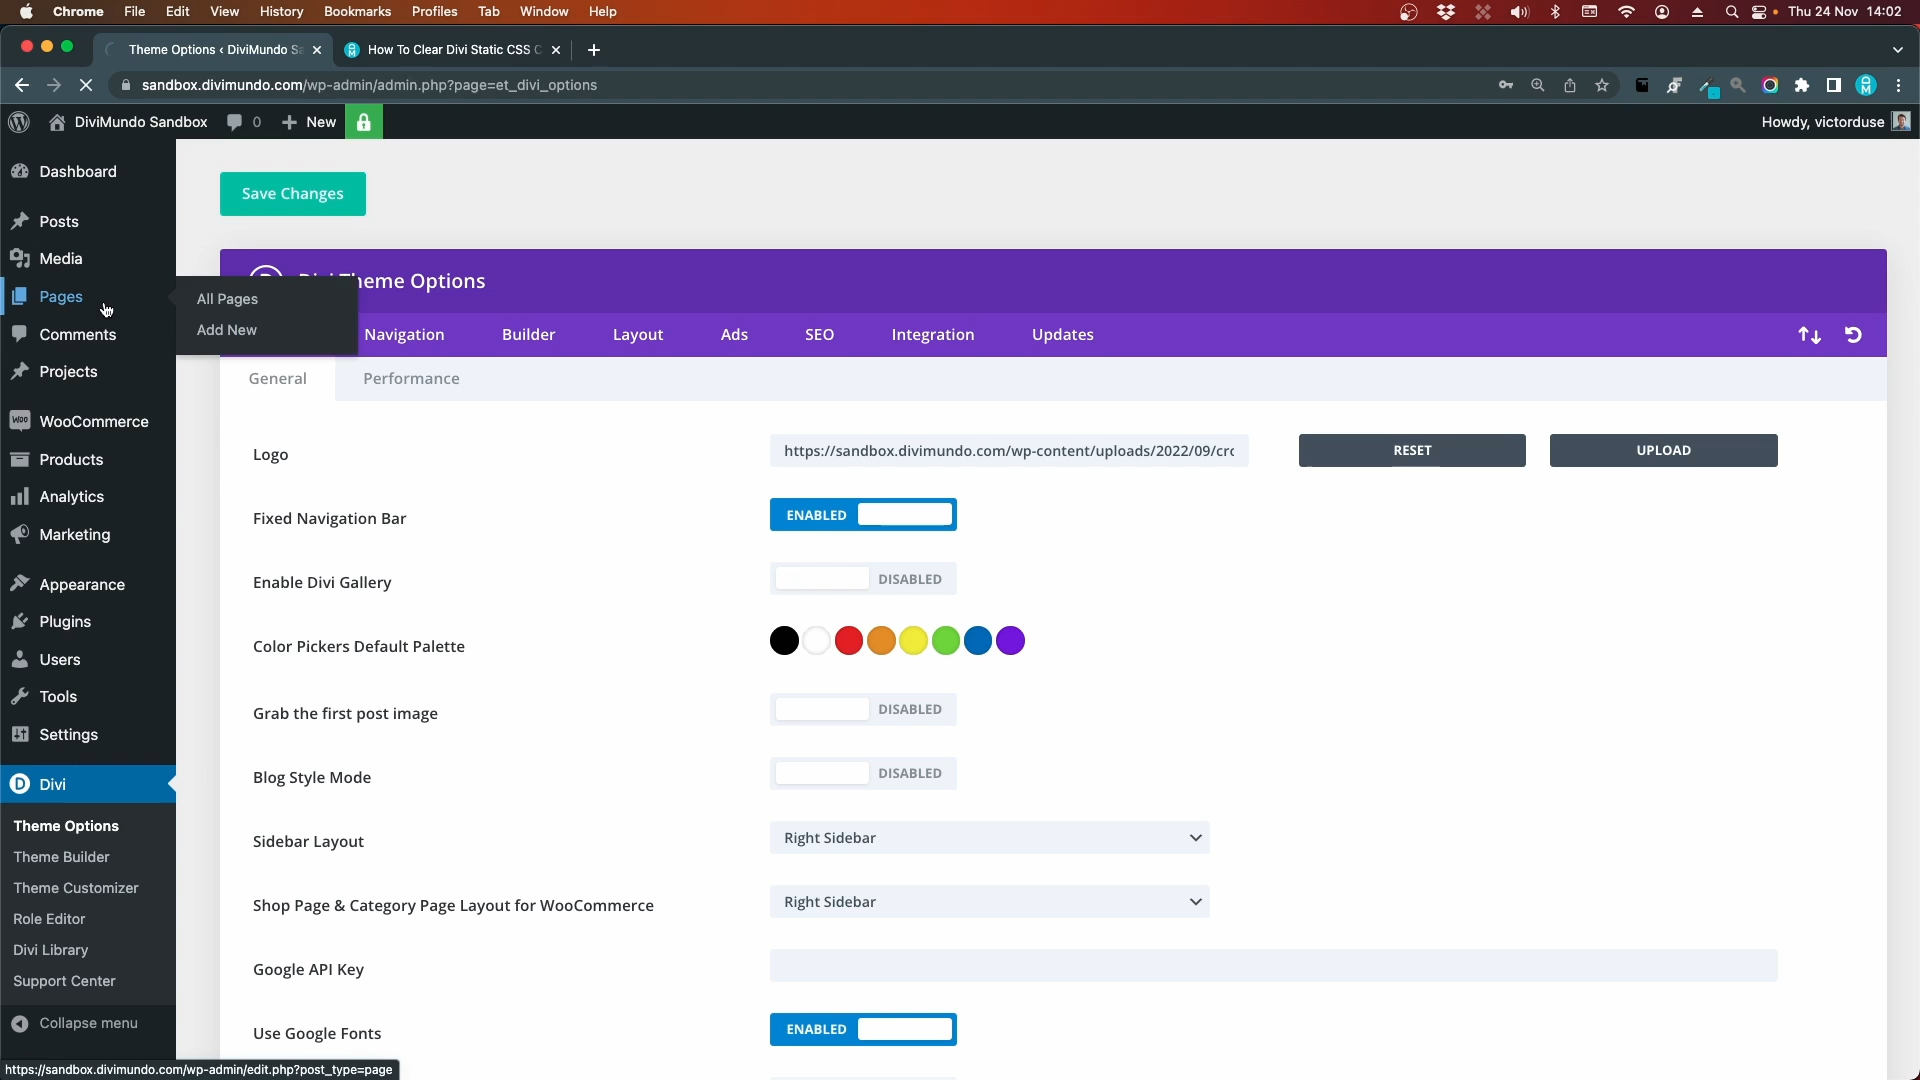 Chrome File Edit View History Bookmarks Profiles Tab Window Help Thu 24 Nov 14:02
Theme Options ‹ DiviMundo Sa How To Clear Divi Static CSS C
sandbox.divimundo.com/wp-admin/admin.php?page=et_divi_options
DiviMundo Sandbox 0 New Howdy, victorduse
Dashboard
Save Changes
Posts
Media
Theme Options
Pages
All Pages
Add New
Comments
Navigation Builder Layout Ads SEO Integration Updates
Projects
General Performance
WooCommerce
Logo https://sandbox.divimundo.com/wp-content/uploads/2022/09/crc RESET UPLOAD
Products
Analytics
Fixed Navigation Bar ENABLED
Marketing
Appearance
Enable Divi Gallery DISABLED
Plugins
Color Pickers Default Palette
Users
Tools
Grab the first post image DISABLED
Settings
Blog Style Mode DISABLED
Divi
Theme Options
Sidebar Layout Right Sidebar
Theme Builder
Theme Customizer
Shop Page & Category Page Layout for WooCommerce Right Sidebar
Role Editor
Divi Library
Google API Key
Support Center
Collapse menu
Use Google Fonts ENABLED
https://sandbox.divimundo.com/wp-admin/edit.php?post_type=page